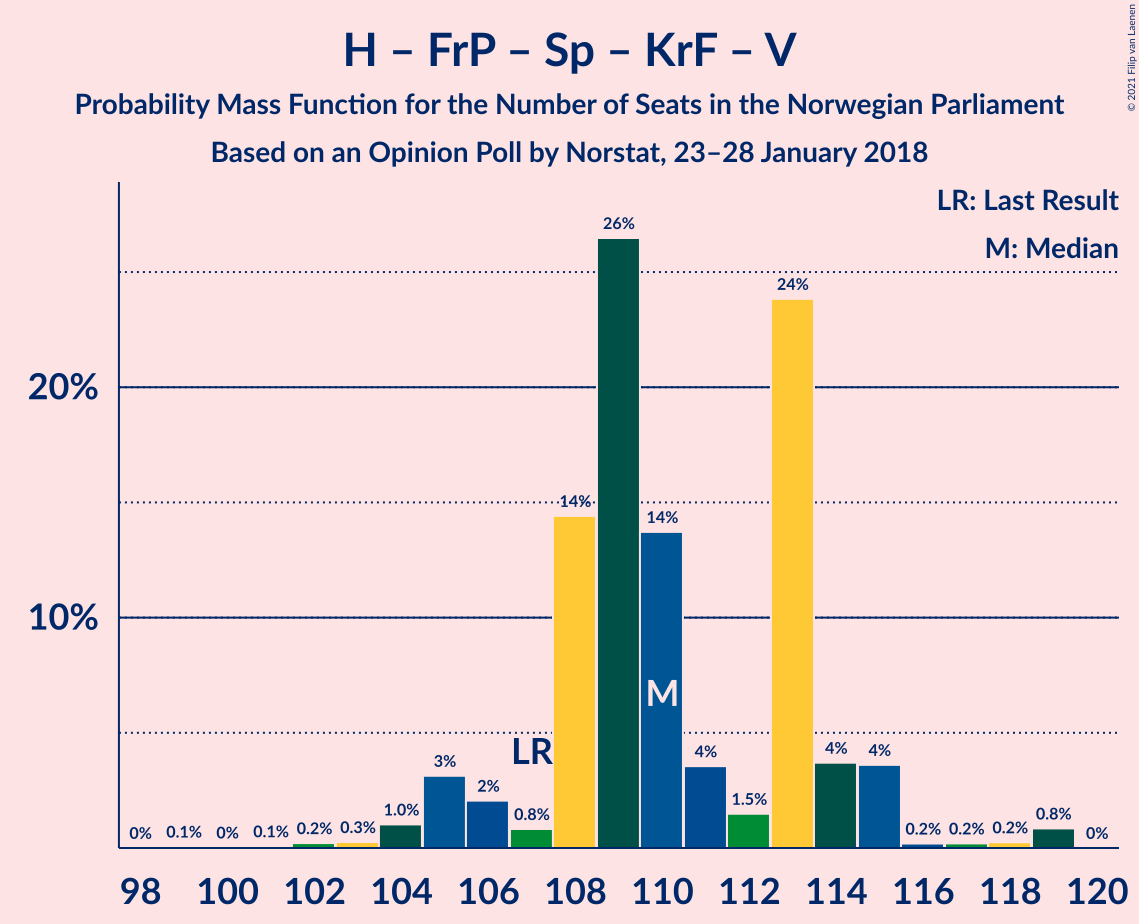 H – FrP – Sp – KrF – V
Probability Mass Function for the Number of Seats in the Norwegian Parliament
Based on an Opinion Poll by Norstat, 23–28 January 2018
© 2021 Filip van Laenen
LR: Last Result
M: Median
20%
10%
0% 0.1% 0% 0.1% 0.2% 0.3% 1.0% 3% 2% 0.8% 14% 26% 14% 4% 1.5% 24% 4% 4% 0.2% 0.2% 0.2% 0.8% 0%
LR
M
98 100 102 104 106 108 110 112 114 116 118 120